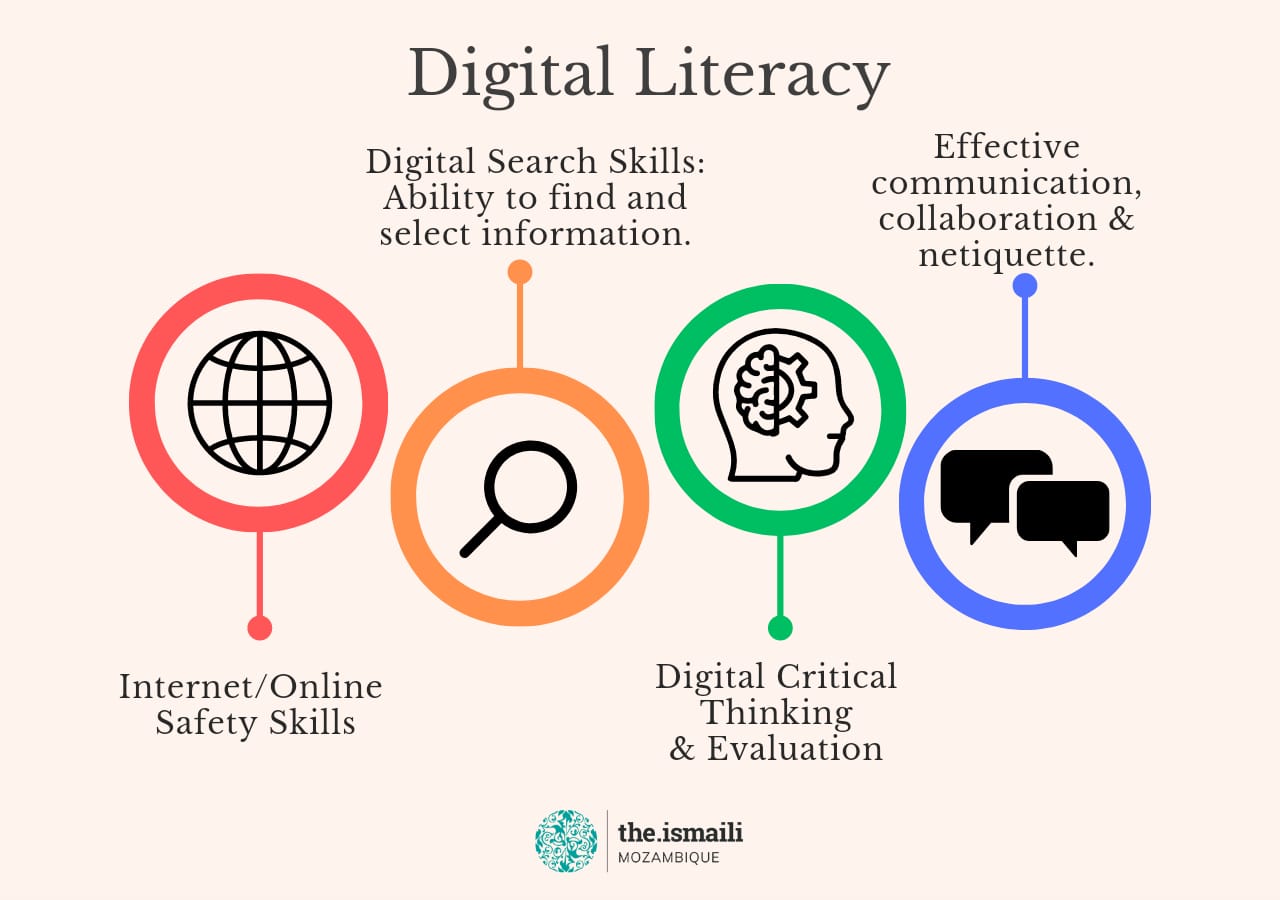 Digital Literacy
Digital Search Skills:
Ability to find and
select information.
Effective
communication,
collaboration &
netiquette.
Internet/Online
Safety Skills
Digital Critical
Thinking
& Evaluation
the.ismaili
MOZAMBIQUE